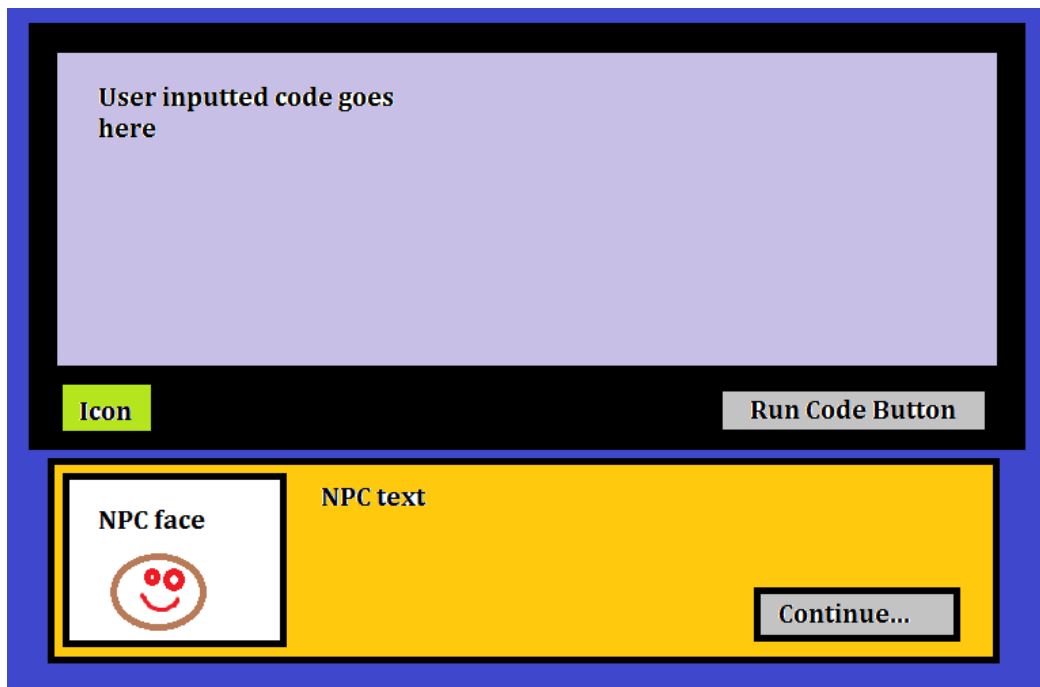 User inputted code goes
here
Icon
Run Code Button
NPC face
NPC text
Continue...